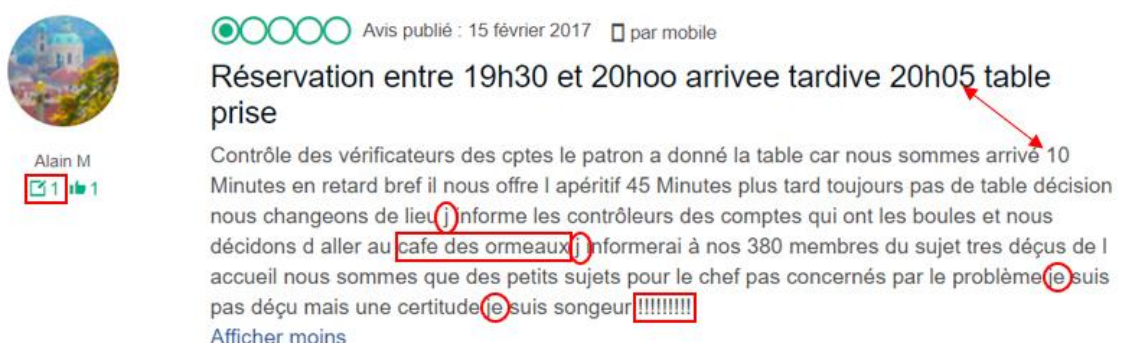 Avis publié : 15 février 2017 par mobile
Réservation entre 19h30 et 20hoo arrivee tardive 20h05 table
prise
Alain M
1 1
Contrôle des vérificateurs des cptes le patron a donné la table car nous sommes arrivé 10
Minutes en retard bref il nous offre l apéritif 45 Minutes plus tard toujours pas de table décision
nous changeons de lieu j informe les contrôleurs des comptes qui ont les boules et nous
décidons d aller au cafe des ormeaux j informerai à nos 380 membres du sujet tres déçus de l
accueil nous sommes que des petits sujets pour le chef pas concernés par le problème je suis
pas déçu mais une certitude je suis songeur !!!!!!!!!
Afficher moins